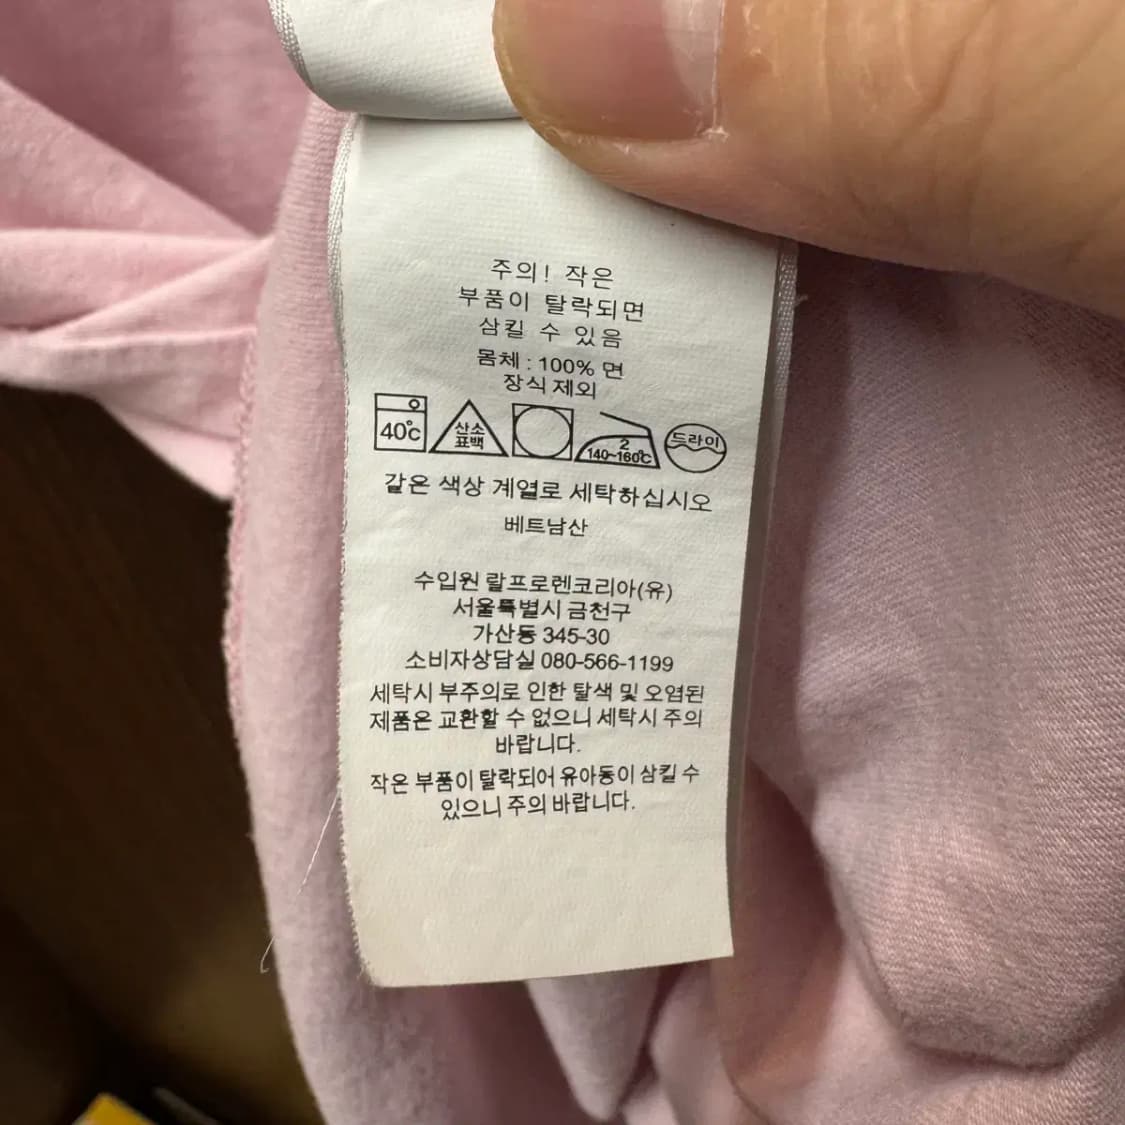 주의! 작은
부품이 탈락되면
삼킬 수 있음
몸체 : 100% 면
장식 제외
40℃
산소
표백
2
140~160℃
드라이
같은 색상 계열로 세탁하십시오
베트남산
수입원 랄프로렌코리아(유)
서울특별시 금천구
가산동 345-30
소비자상담실 080-566-1199
세탁시 부주의로 인한 탈색 및 오염된
제품은 교환할 수 없으니 세탁시 주의
바랍니다.
작은 부품이 탈락되어 유아동이 삼킬 수
있으니 주의 바랍니다.